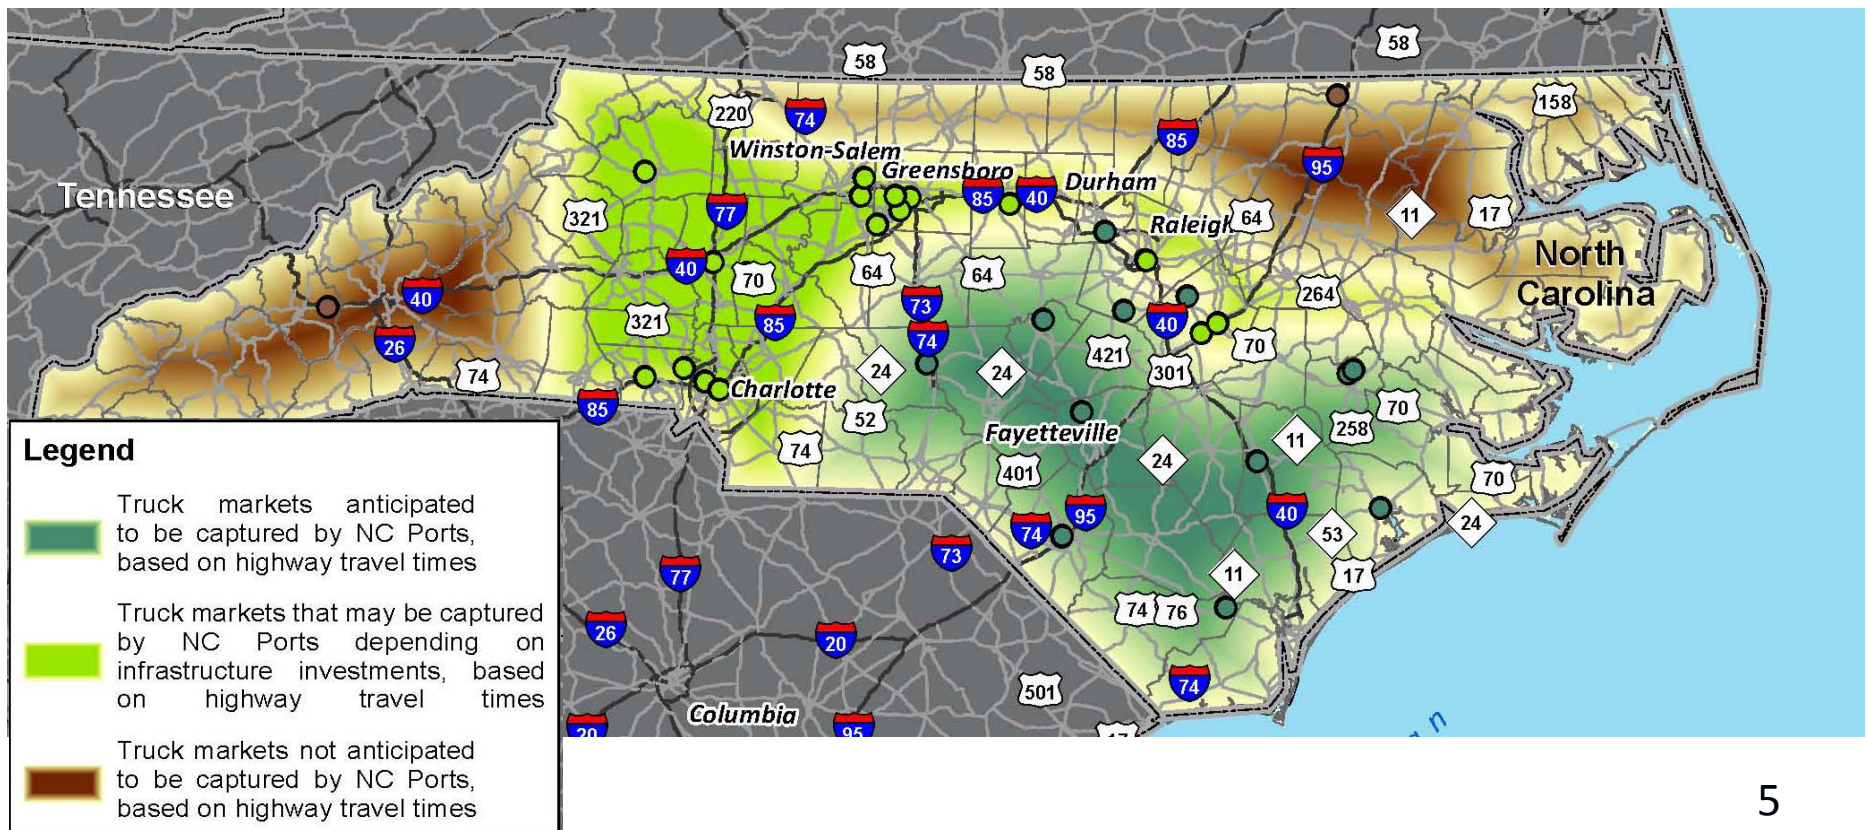 58
58
58
220
74
158
85
Winston-Salem
95
Greensboro
Tennessee
85
40
Durham
321
77
64
11
17
Raleigh
40
70
64
64
North
Carolina
40
264
321
85
73
40
26
74
421
70
74
24
24
301
Charlotte
85
52
70
Fayetteville
258
74
11
401
24
70
Legend
Truck markets anticipated
to be captured by NC Ports,
based on highway travel times
95
40
74
53
24
73
77
11
17
Truck markets that may be captured
by NC Ports depending on
infrastructure investments, based
on highway travel times
26
20
74
76
74
501
Columbia
20
95
17
an
Truck markets not anticipated
to be captured by NC Ports,
based on highway travel times
5